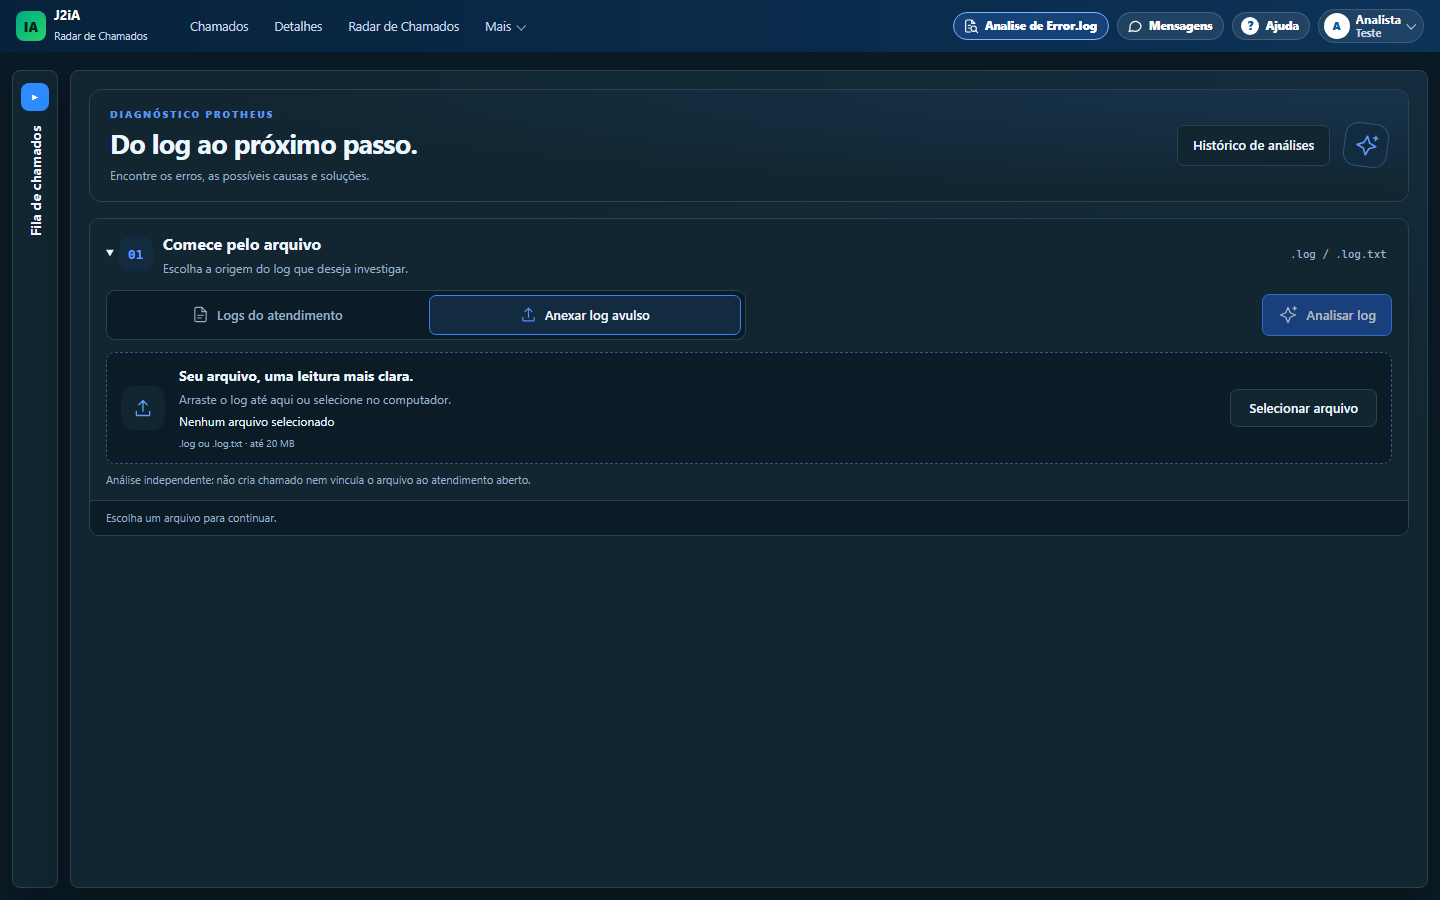 IA
J2iA
Radar de Chamados
Chamados
Detalhes
Radar de Chamados
Mais
Analise de Error.log
Mensagens
? Ajuda
A
Analista
Teste
Fila de chamados
DIAGNÓSTICO PROTHEUS
Do log ao próximo passo.
Encontre os erros, as possíveis causas e soluções.
Histórico de análises
01
Comece pelo arquivo
Escolha a origem do log que deseja investigar.
.log / .log.txt
Logs do atendimento
Anexar log avulso
Analisar log
Seu arquivo, uma leitura mais clara.
Arraste o log até aqui ou selecione no computador.
Nenhum arquivo selecionado
.log ou .log.txt · até 20 MB
Selecionar arquivo
Análise independente: não cria chamado nem vincula o arquivo ao atendimento aberto.
Escolha um arquivo para continuar.